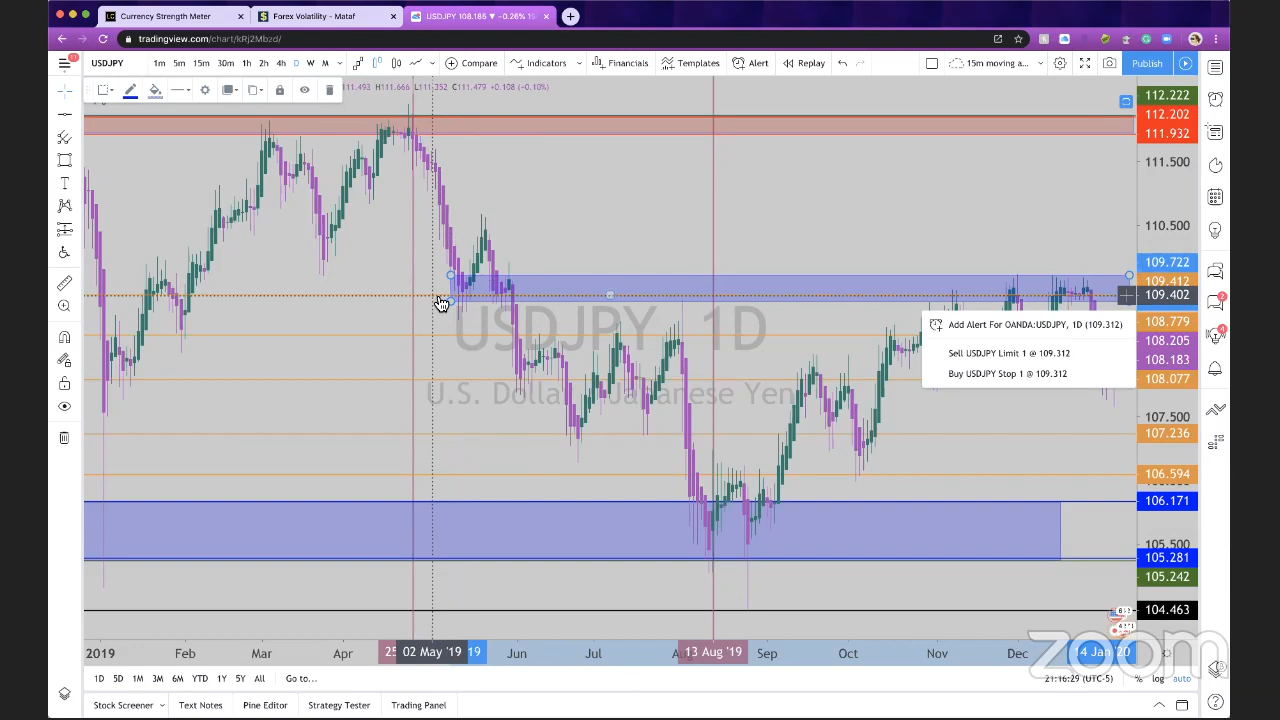 Currency Strength Meter
Forex Volatility - Mataf
USDJPY 108.185 ▼ -0.26%
tradingview.com/chart/kRj2Mbzd/
USDJPY 1m 5m 15m 30m 1h 2h 4h D W M
Compare
Indicators
Financials
Templates
Alert
Replay
15m moving a...
Publish
111.493 H111.666 L111.352 C111.479 +0.108 (-0.10%)
112.222
112.202
111.932
111.500
110.500
109.722
109.412
109.402
108.779
108.205
108.183
108.077
107.500
107.236
106.594
106.171
105.500
105.281
105.242
104.463
USDJPY, 1D
U.S. Dollar / Japanese Yen
Add Alert For OANDA:USDJPY, 1D (109.312)
Sell USDJPY Limit 1 @ 109.312
Buy USDJPY Stop 1 @ 109.312
2019 Feb Mar Apr 25 02 May '19 19 Jun Jul Au 13 Aug '19 Sep Oct Nov Dec 14 Jan '20
zoom
1D 5D 1M 3M 6M YTD 1Y 5Y All Go to...
21:16:29 (UTC-5) % log auto
Stock Screener Text Notes Pine Editor Strategy Tester Trading Panel